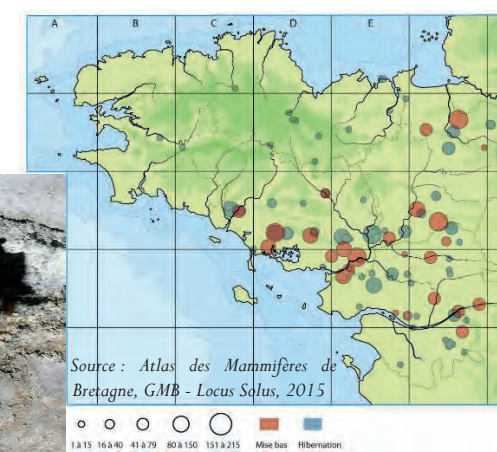 A B C D E
Source : Atlas des Mammifères de
Bretagne, GMB - Locus Solus, 2015
1 à 15 16 à 40 41 à 79 80 à 150 151 à 215 Mise bas Hibernation